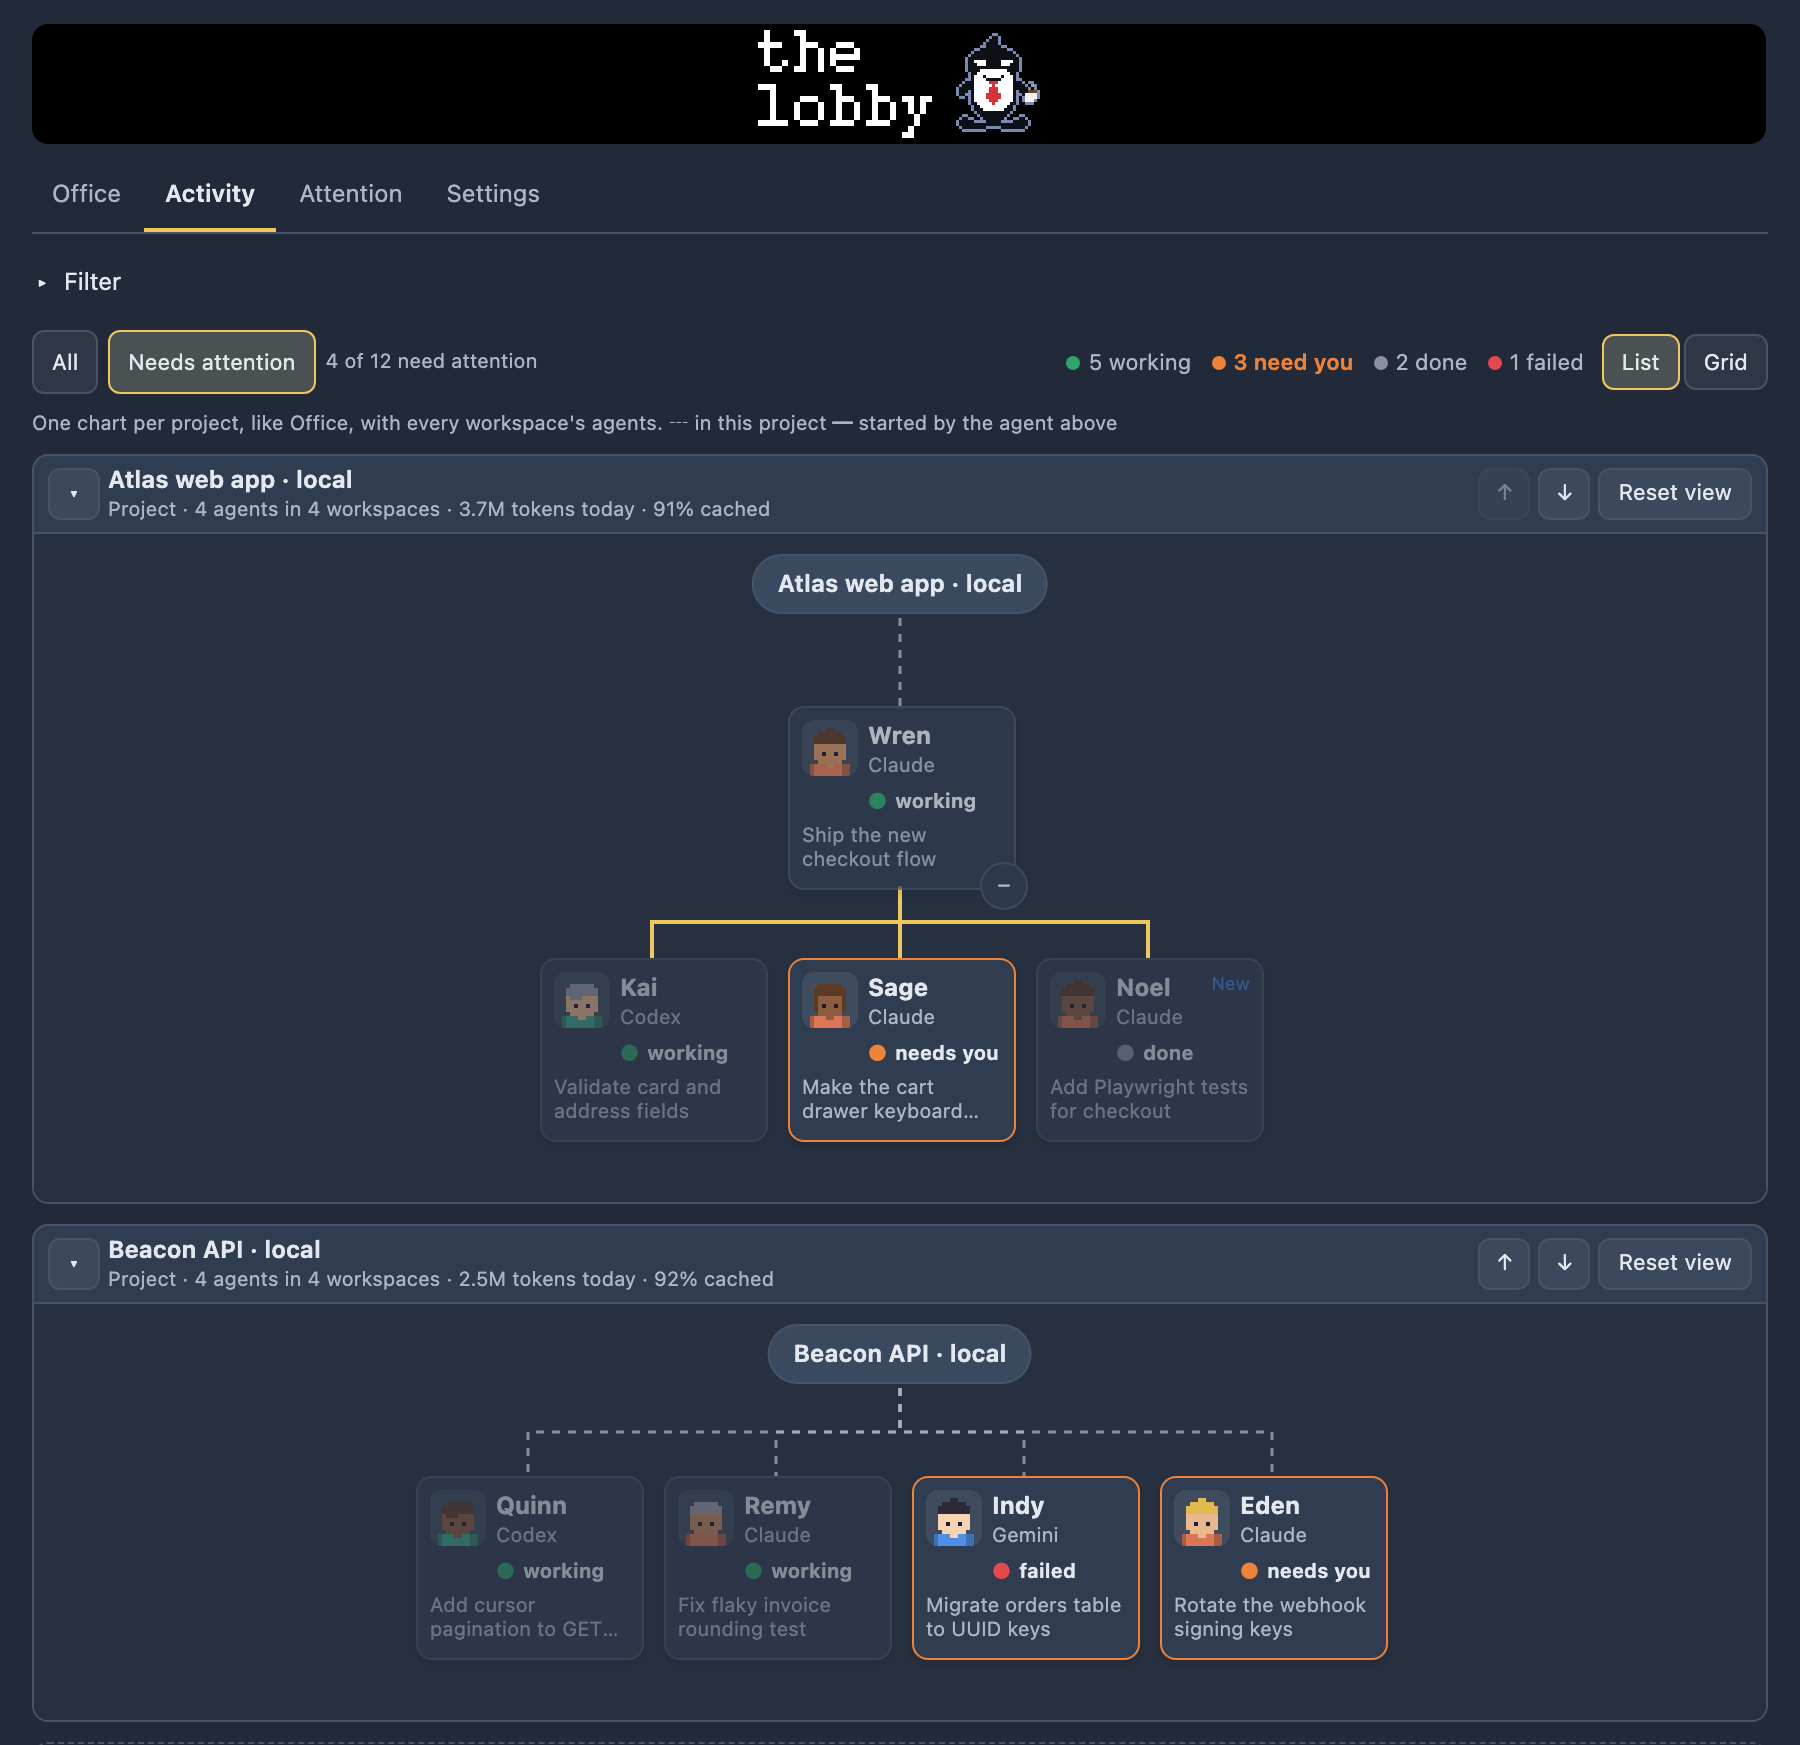 the
lobby
Office Activity Attention Settings
▸ Filter
All Needs attention 4 of 12 need attention 5 working 3 need you 2 done 1 failed List Grid
One chart per project, like Office, with every workspace's agents. --- in this project — started by the agent above
Atlas web app · local
Project · 4 agents in 4 workspaces · 3.7M tokens today · 91% cached
↑ ↓ Reset view
Atlas web app · local
Wren
Claude
working
Ship the new
checkout flow
−
Kai
Codex
working
Validate card and
address fields
Sage
Claude
needs you
Make the cart
drawer keyboard...
Noel New
Claude
done
Add Playwright tests
for checkout
Beacon API · local
Project · 4 agents in 4 workspaces · 2.5M tokens today · 92% cached
↑ ↓ Reset view
Beacon API · local
Quinn
Codex
working
Add cursor
pagination to GET...
Remy
Claude
working
Fix flaky invoice
rounding test
Indy
Gemini
failed
Migrate orders table
to UUID keys
Eden
Claude
needs you
Rotate the webhook
signing keys